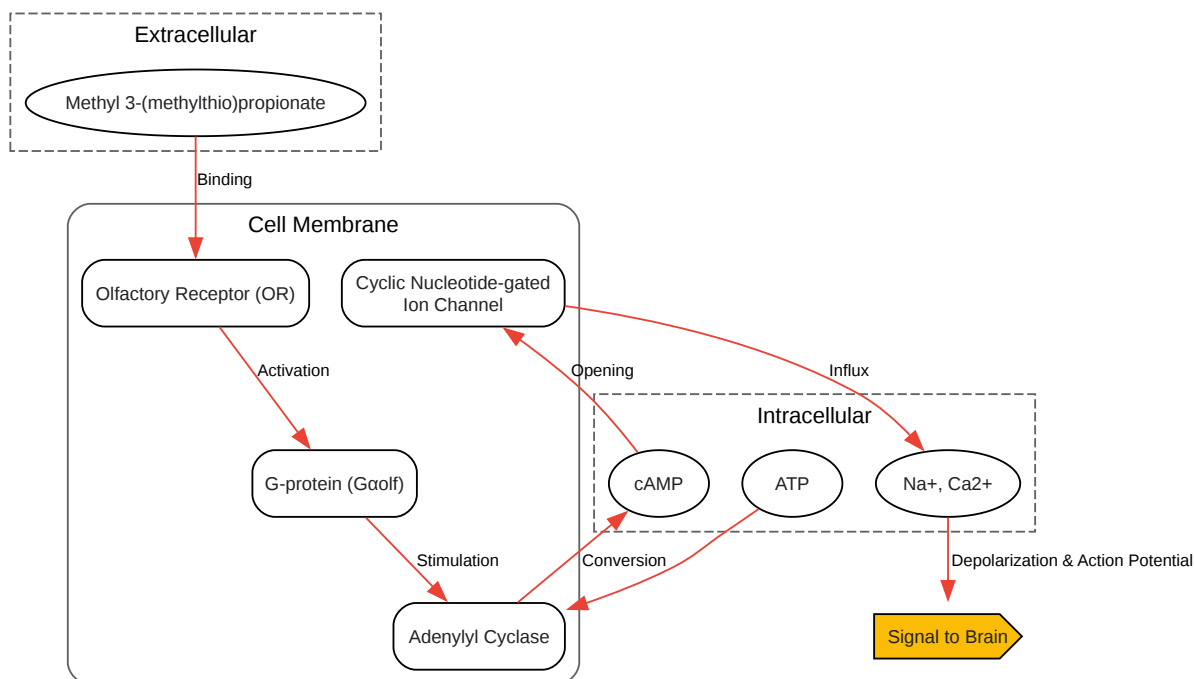 Extracellular
Methyl 3-(methylthio)propionate
Binding
Cell Membrane
Olfactory Receptor (OR)
Cyclic Nucleotide-gated
Ion Channel
Activation
Opening
Influx
Intracellular
G-protein (Gαolf)
cAMP
ATP
Na+, Ca2+
Stimulation
Conversion
Depolarization & Action Potential
Adenylyl Cyclase
Signal to Brain